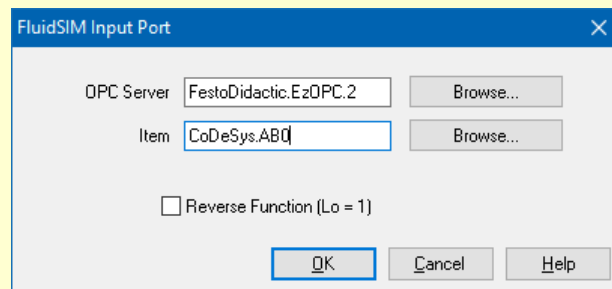 FluidSIM Input Port
OPC Server FestoDidactic.EzOPC.2 Browse...
Item CoDeSys.AB0 Browse...
Reverse Function (Lo = 1)
OK Cancel Help